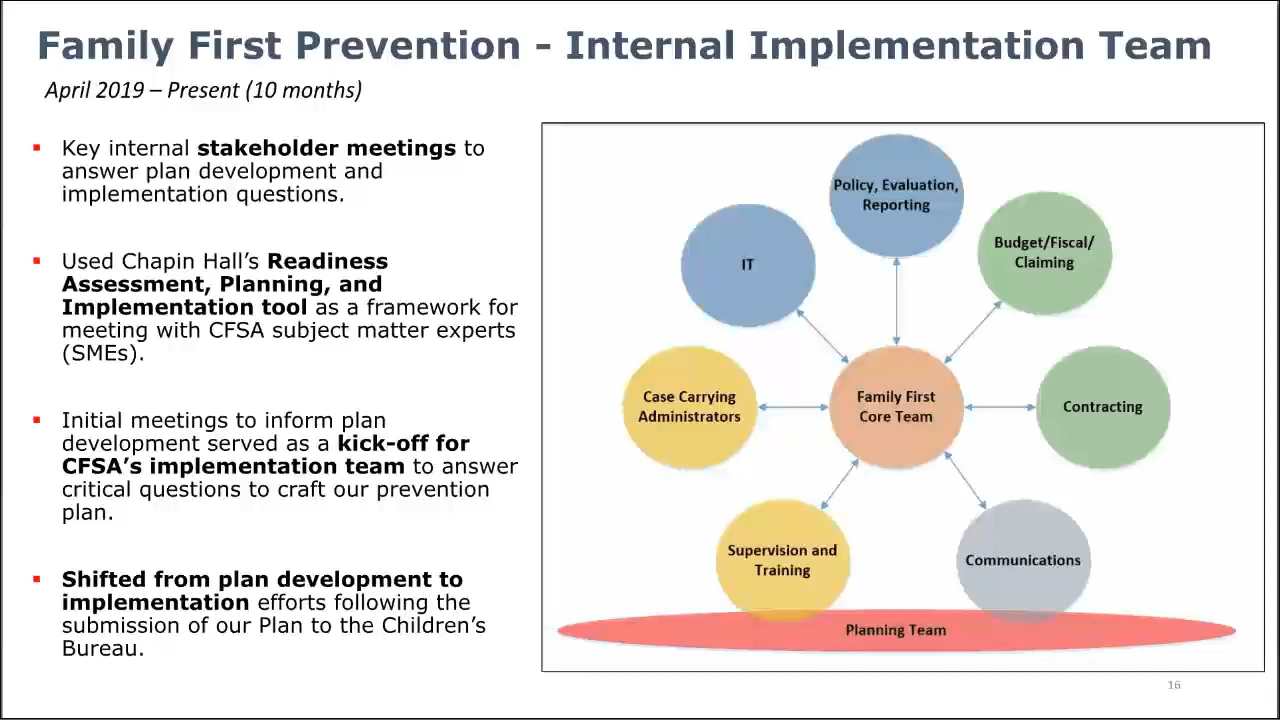 Family First Prevention - Internal Implementation Team
April 2019 – Present (10 months)
▪ Key internal stakeholder meetings to
answer plan development and
implementation questions.
▪ Used Chapin Hall’s Readiness
Assessment, Planning, and
Implementation tool as a framework for
meeting with CFSA subject matter experts
(SMEs).
▪ Initial meetings to inform plan
development served as a kick-off for
CFSA’s implementation team to answer
critical questions to craft our prevention
plan.
▪ Shifted from plan development to
implementation efforts following the
submission of our Plan to the Children’s
Bureau.
Policy, Evaluation,
Reporting
IT
Budget/Fiscal/
Claiming
Case Carrying
Administrators
Family First
Core Team
Contracting
Supervision and
Training
Communications
Planning Team
16